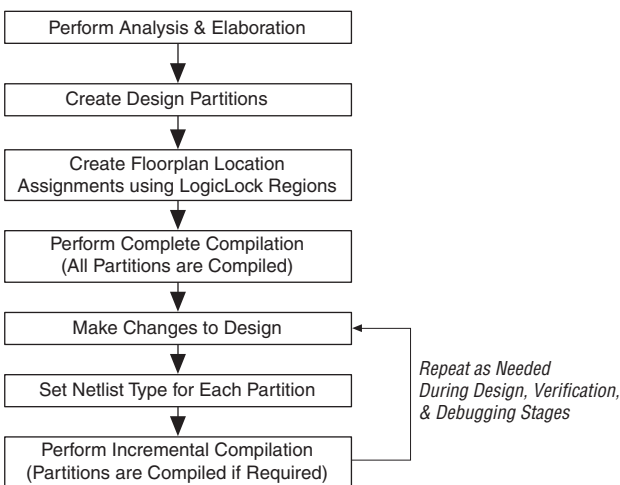 Perform Analysis & Elaboration
Create Design Partitions
Create Floorplan Location
Assignments using LogicLock Regions
Perform Complete Compilation
(All Partitions are Compiled)
Make Changes to Design
Set Netlist Type for Each Partition
Perform Incremental Compilation
(Partitions are Compiled if Required)
Repeat as Needed
During Design, Verification,
& Debugging Stages